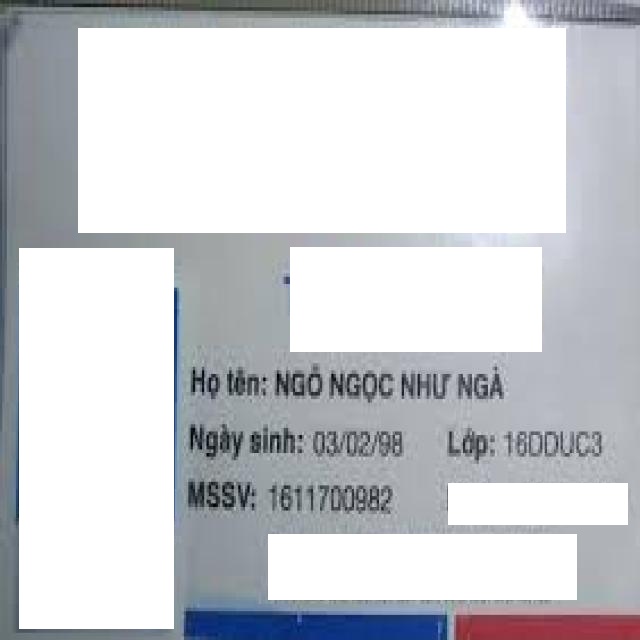 Họ tên: NGÔ NGỌC NHƯ NGÀ
Ngày sinh: 03/02/98 Lớp: 16DDUC3
MSSV: 1611700982